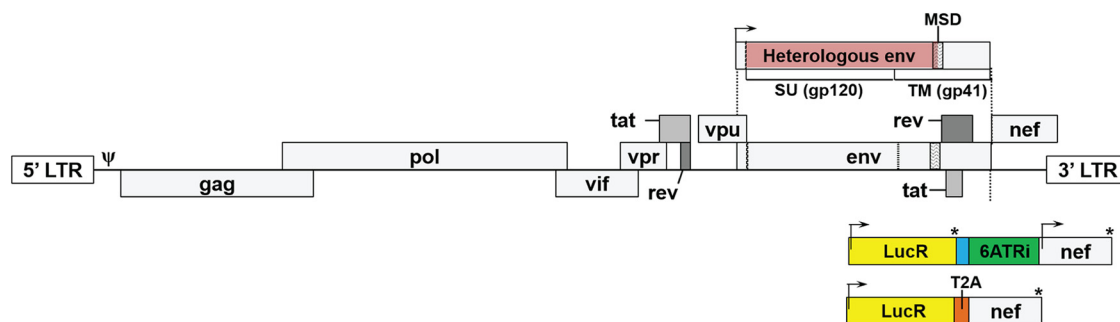 MSD
Heterologous env
SU (gp120) TM (gp41)
tat vpu rev nef
5' LTR ψ pol vpr env 3' LTR
gag vif rev tat
* *
LucR 6ATRi nef
T2A
*
LucR nef